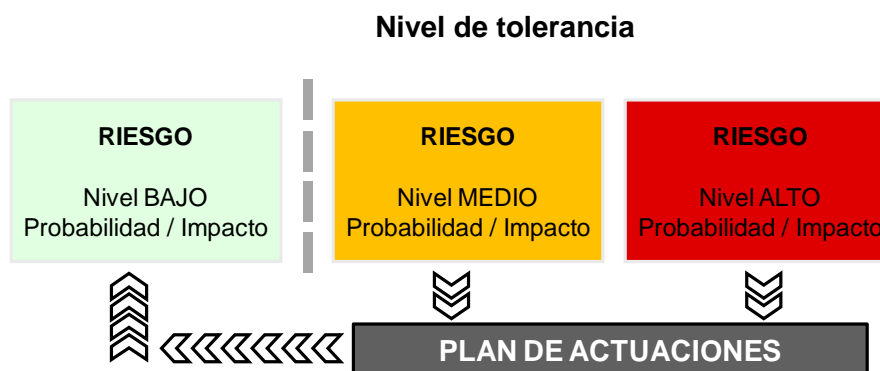 Nivel de tolerancia
RIESGO
Nivel BAJO
Probabilidad / Impacto
RIESGO
Nivel MEDIO
Probabilidad / Impacto
RIESGO
Nivel ALTO
Probabilidad / Impacto
PLAN DE ACTUACIONES